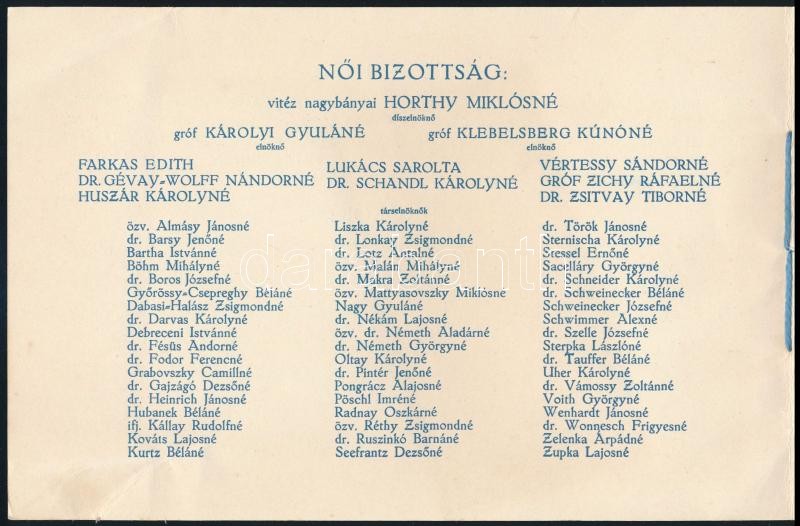 NŐI BIZOTTSÁG:
vitéz nagybányai HORTHY MIKLÓSNÉ
díszelnöknő
gróf KÁROLYI GYULÁNÉ
elnöknő
gróf KLEBELSBERG KÚNÓNÉ
elnöknő
FARKAS EDITH
DR. GÉVAY-WOLFF NÁNDORNÉ
HUSZÁR KÁROLYNÉ
LUKÁCS SAROLTA
DR. SCHANDL KÁROLYNÉ
VÉRTESSY SÁNDORNÉ
GRÓF ZICHY RÁFAELNÉ
DR. ZSITVAY TIBORNÉ
társelnöknők
özv. Almásy Jánosné
dr. Barsy Jenőné
Bartha Istvánné
Böhm Mihályné
dr. Boros Józsefné
Győrössy-Csepreghy Béláné
Dabasi-Halász Zsigmondné
dr. Darvas Károlyné
Debreceni Istvánné
dr. Fésüs Andorné
dr. Fodor Ferencné
Grabovszky Camillné
dr. Gajzágó Dezsőné
dr. Heinrich Jánosné
Hubanek Béláné
ifj. Kállay Rudolfné
Kováts Lajosné
Kurtz Béláné
Liszka Károlyné
dr. Lonkay Zsigmondné
dr. Lotz Antalné
özv. Malán Mihályné
dr. Makra Zoltánné
özv. Mattyasovszky Miklósné
Nagy Gyuláné
dr. Nékám Lajosné
özv. dr. Németh Aladárné
dr. Németh Györgyné
Oltay Károlyné
dr. Pintér Jenőné
Pongrácz Alajosné
Pöschl Imréné
Radnay Oszkárné
özv. Réthy Zsigmondné
dr. Ruszinkó Barnáné
Seefrantz Dezsőné
dr. Török Jánosné
Sternischa Károlyné
Stessel Ernőné
Sacelláry Györgyné
dr. Schneider Károlyné
dr. Schweinecker Béláné
Schweinecker Józsefné
Schwimmer Alexné
dr. Szelle Józsefné
Sterpka Lászlóné
dr. Tauffer Béláné
Uher Károlyné
dr. Vámossy Zoltánné
Voith Györgyné
Wenhardt Jánosné
dr. Wonnesch Frigyesné
Zelenka Árpádné
Zupka Lajosné